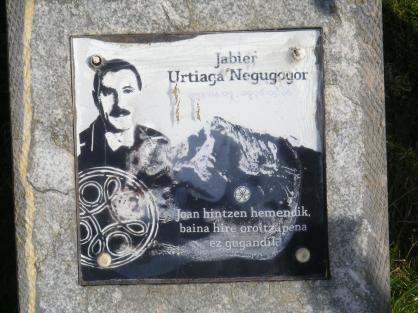 Jabier
Urtiaga Negugogor
Joan hintzen hemendik,
baina hire oroitzapena
ez gugandik.